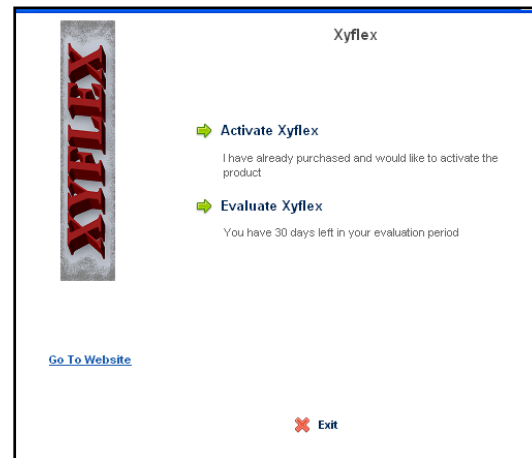 Xyflex
XYFLEX
Activate Xyflex
I have already purchased and would like to activate the
product
Evaluate Xyflex
You have 30 days left in your evaluation period
Go To Website
Exit